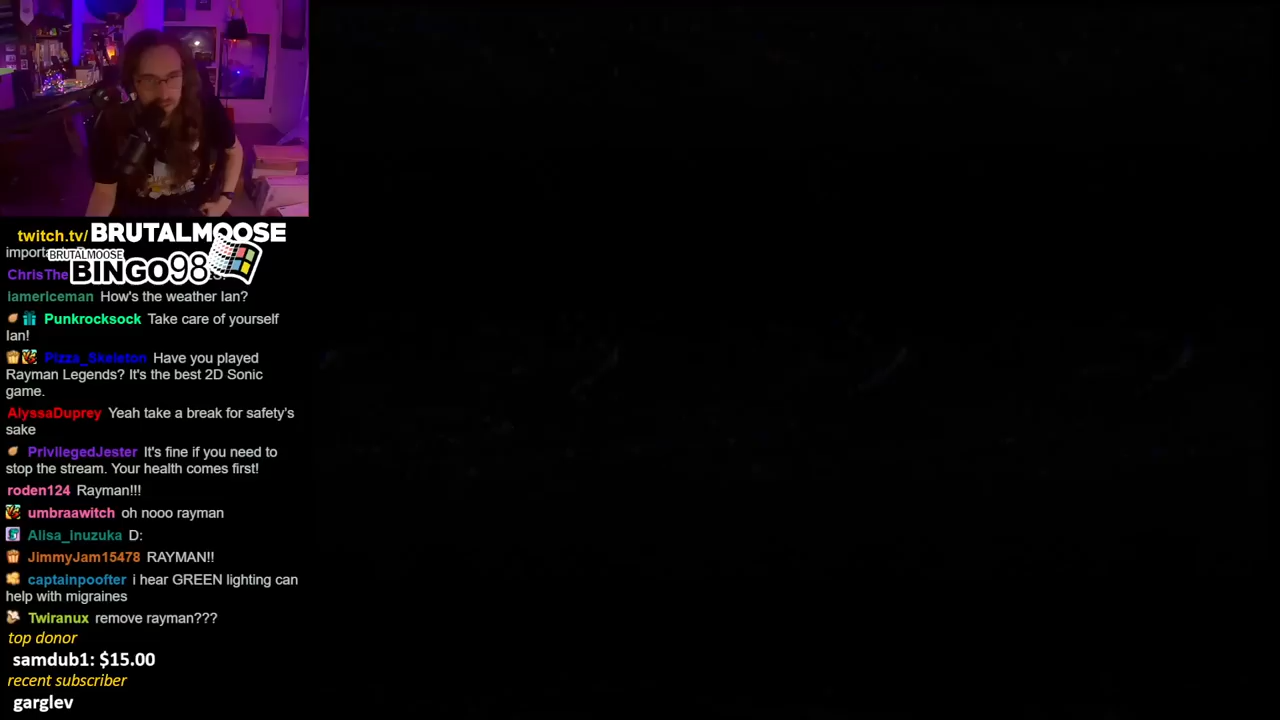 twitch.tv/BRUTALMOOSE
BRUTALMOOSE
BINGO98
ChrisThe
Iamericeman How's the weather Ian?
Punkrocksock Take care of yourself
Ian!
Pizza_Skeleton Have you played
Rayman Legends? It's the best 2D Sonic
game.
AlyssaDuprey Yeah take a break for safety's
sake
PrivilegedJester It's fine if you need to
stop the stream. Your health comes first!
roden124 Rayman!!!
umbraawitch oh nooo rayman
Alisa_inuzuka D:
JimmyJam15478 RAYMAN!!
captainpoofter i hear GREEN lighting can
help with migraines
Twiranux remove rayman???
top donor
samdub1: $15.00
recent subscriber
garglev